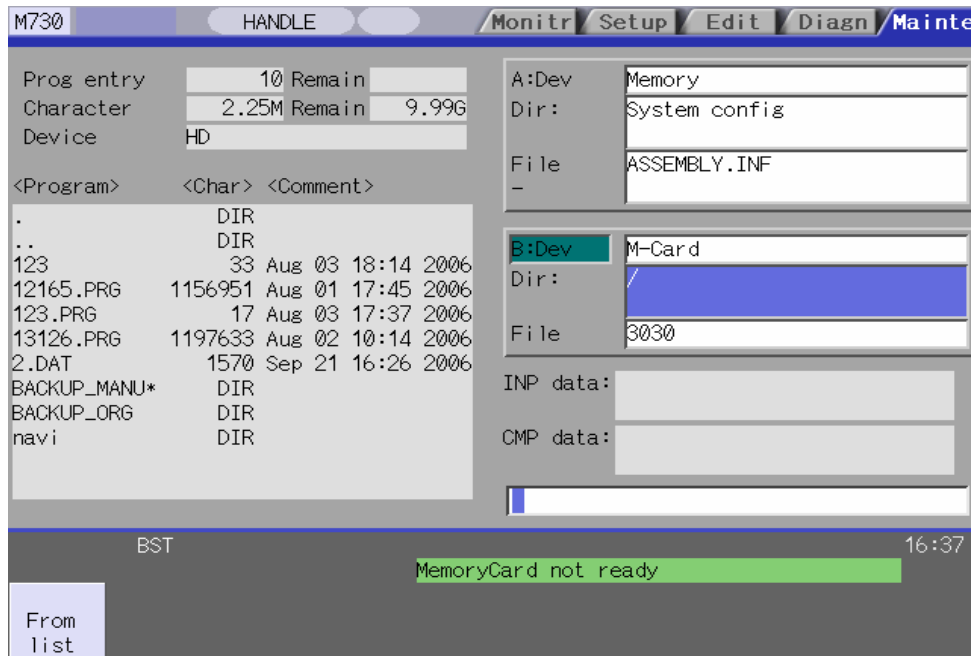 M730 HANDLE Monitr Setup Edit Diagn Mainte
Prog entry 10 Remain
Character 2.25M Remain 9.99G
Device HD
<Program> <Char> <Comment>
. DIR
.. DIR
123 33 Aug 03 18:14 2006
12165.PRG 1156951 Aug 01 17:45 2006
123.PRG 17 Aug 03 17:37 2006
13126.PRG 1197633 Aug 02 10:14 2006
2.DAT 1570 Sep 21 16:26 2006
BACKUP_MANU* DIR
BACKUP_ORG DIR
navi DIR
A:Dev Memory
Dir: System config
File ASSEMBLY.INF
–
B:Dev M-Card
Dir: /
File 3030
INP data:
CMP data:
BST 16:37
MemoryCard not ready
From
list